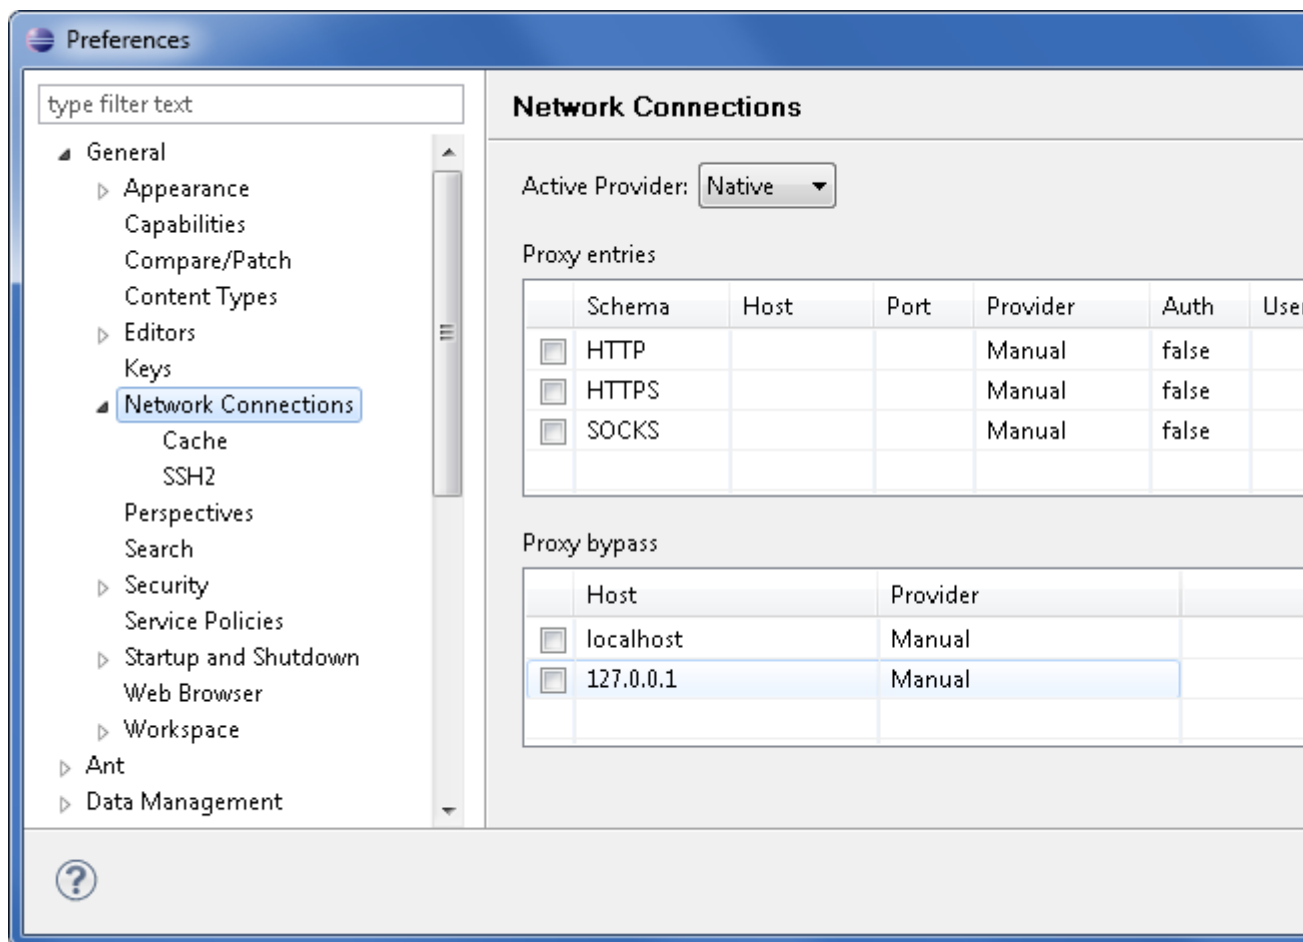 Preferences
type filter text
General
Appearance
Capabilities
Compare/Patch
Content Types
Editors
Keys
Network Connections
Cache
SSH2
Perspectives
Search
Security
Service Policies
Startup and Shutdown
Web Browser
Workspace
Ant
Data Management
Network Connections
Active Provider: Native
Proxy entries
Schema Host Port Provider Auth User
HTTP Manual false
HTTPS Manual false
SOCKS Manual false
Proxy bypass
Host Provider
localhost Manual
127.0.0.1 Manual
?